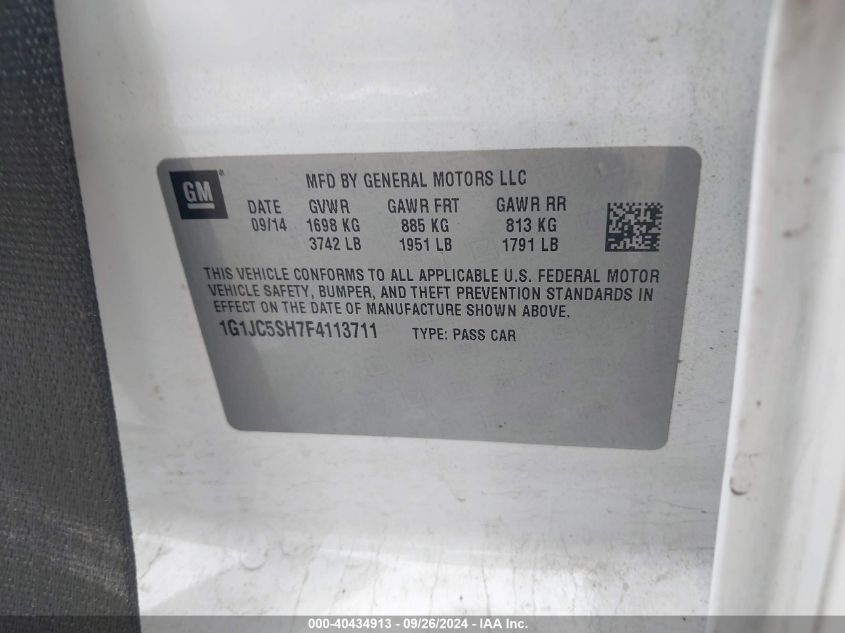 GM
MFD BY GENERAL MOTORS LLC
DATE GVWR GAWR FRT GAWR RR
09/14 1698 KG 885 KG 813 KG
3742 LB 1951 LB 1791 LB
THIS VEHICLE CONFORMS TO ALL APPLICABLE U.S. FEDERAL MOTOR
VEHICLE SAFETY, BUMPER, AND THEFT PREVENTION STANDARDS IN
EFFECT ON THE DATE OF MANUFACTURE SHOWN ABOVE.
1G1JC5SH7F4113711 TYPE: PASS CAR
000-40434913 - 09/26/2024 - IAA Inc.